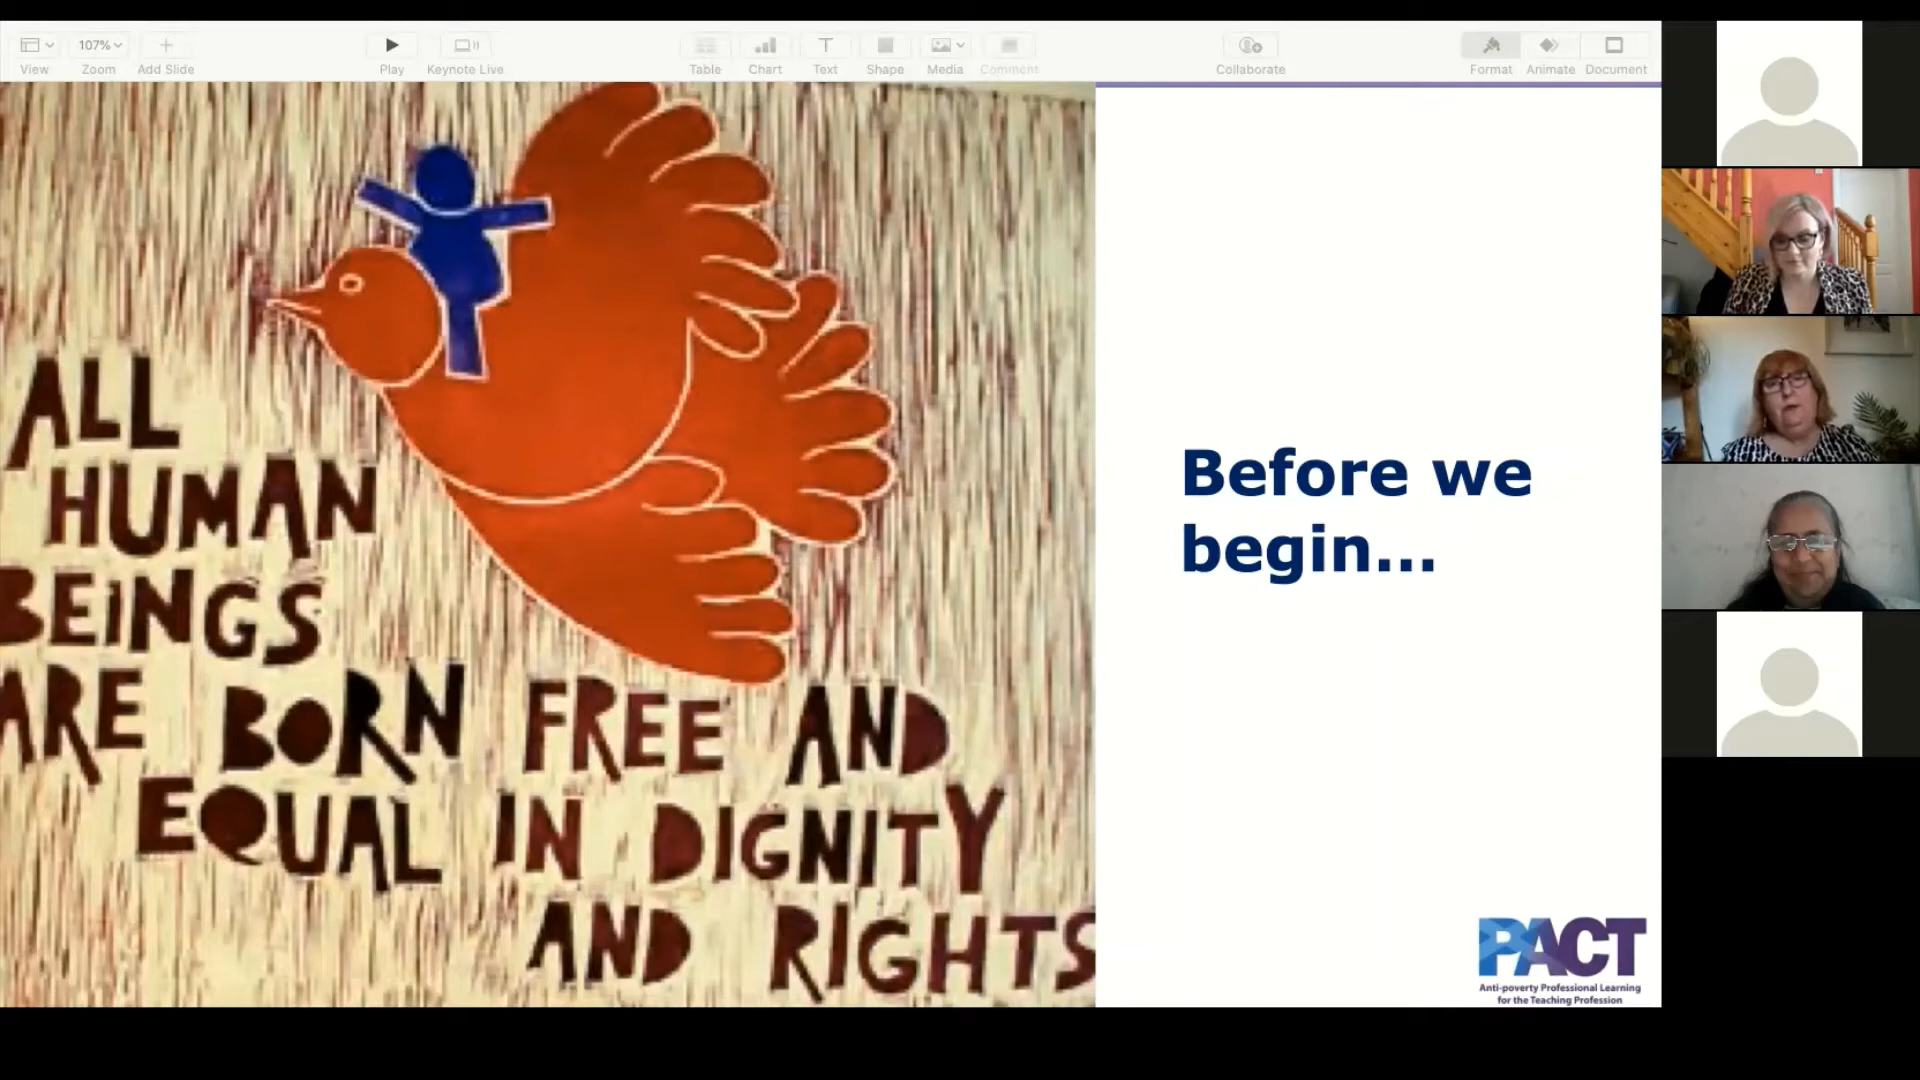 107%
View
Zoom
Add Slide
Play
Keynote Live
Table
Chart
Text
Shape
Media
Comment
Collaborate
Format
Animate
Document
ALL
HUMAN
BEINGS
ARE BORN FREE AND
EQUAL IN DIGNITY
AND RIGHTS
Before we
begin...
PACT
Anti-poverty Professional Learning
for the Teaching Profession